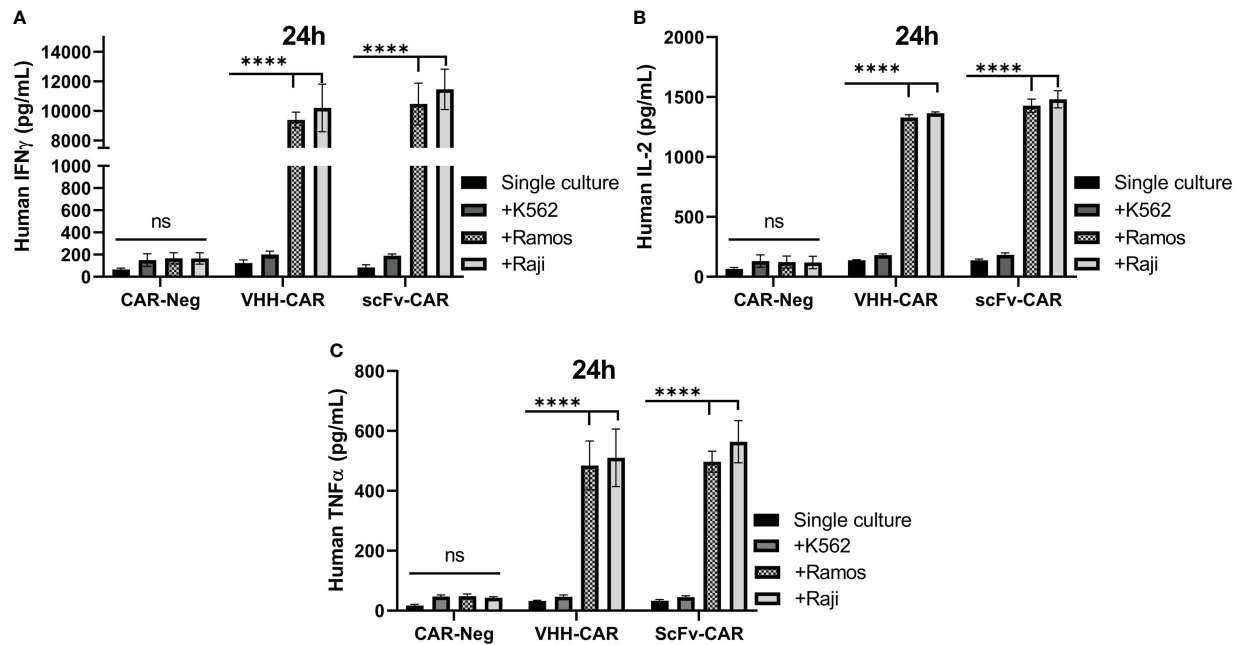 A
24h
Human IFNγ (pg/mL)
14000
12000
10000
8000
1000
800
600
400
200
0
ns
****
****
CAR-Neg
VHH-CAR
scFv-CAR
Single culture
+K562
+Ramos
+Raji
B
24h
Human IL-2 (pg/mL)
2000
1500
1000
500
0
ns
****
****
CAR-Neg
VHH-CAR
scFv-CAR
Single culture
+K562
+Ramos
+Raji
C
24h
Human TNFα (pg/mL)
800
600
400
200
0
ns
****
****
CAR-Neg
VHH-CAR
ScFv-CAR
Single culture
+K562
+Ramos
+Raji